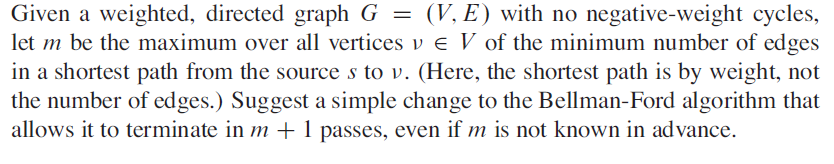 Given a weighted, directed graph G = (V, E) with no negative-weight cycles,
let m be the maximum over all vertices ν ∈ V of the minimum number of edges
in a shortest path from the source s to ν. (Here, the shortest path is by weight, not
the number of edges.) Suggest a simple change to the Bellman-Ford algorithm that
allows it to terminate in m + 1 passes, even if m is not known in advance.